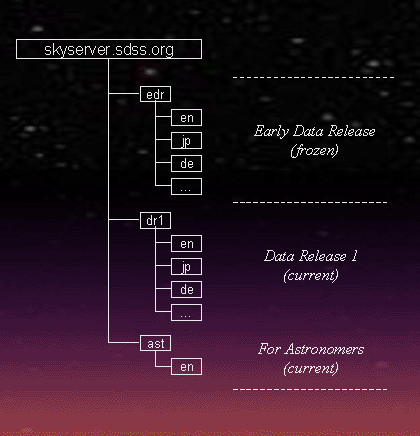 skyserver.sdss.org
edr
en
jp
de
...
Early Data Release
(frozen)
dr1
en
jp
de
...
Data Release 1
(current)
ast
en
For Astronomers
(current)